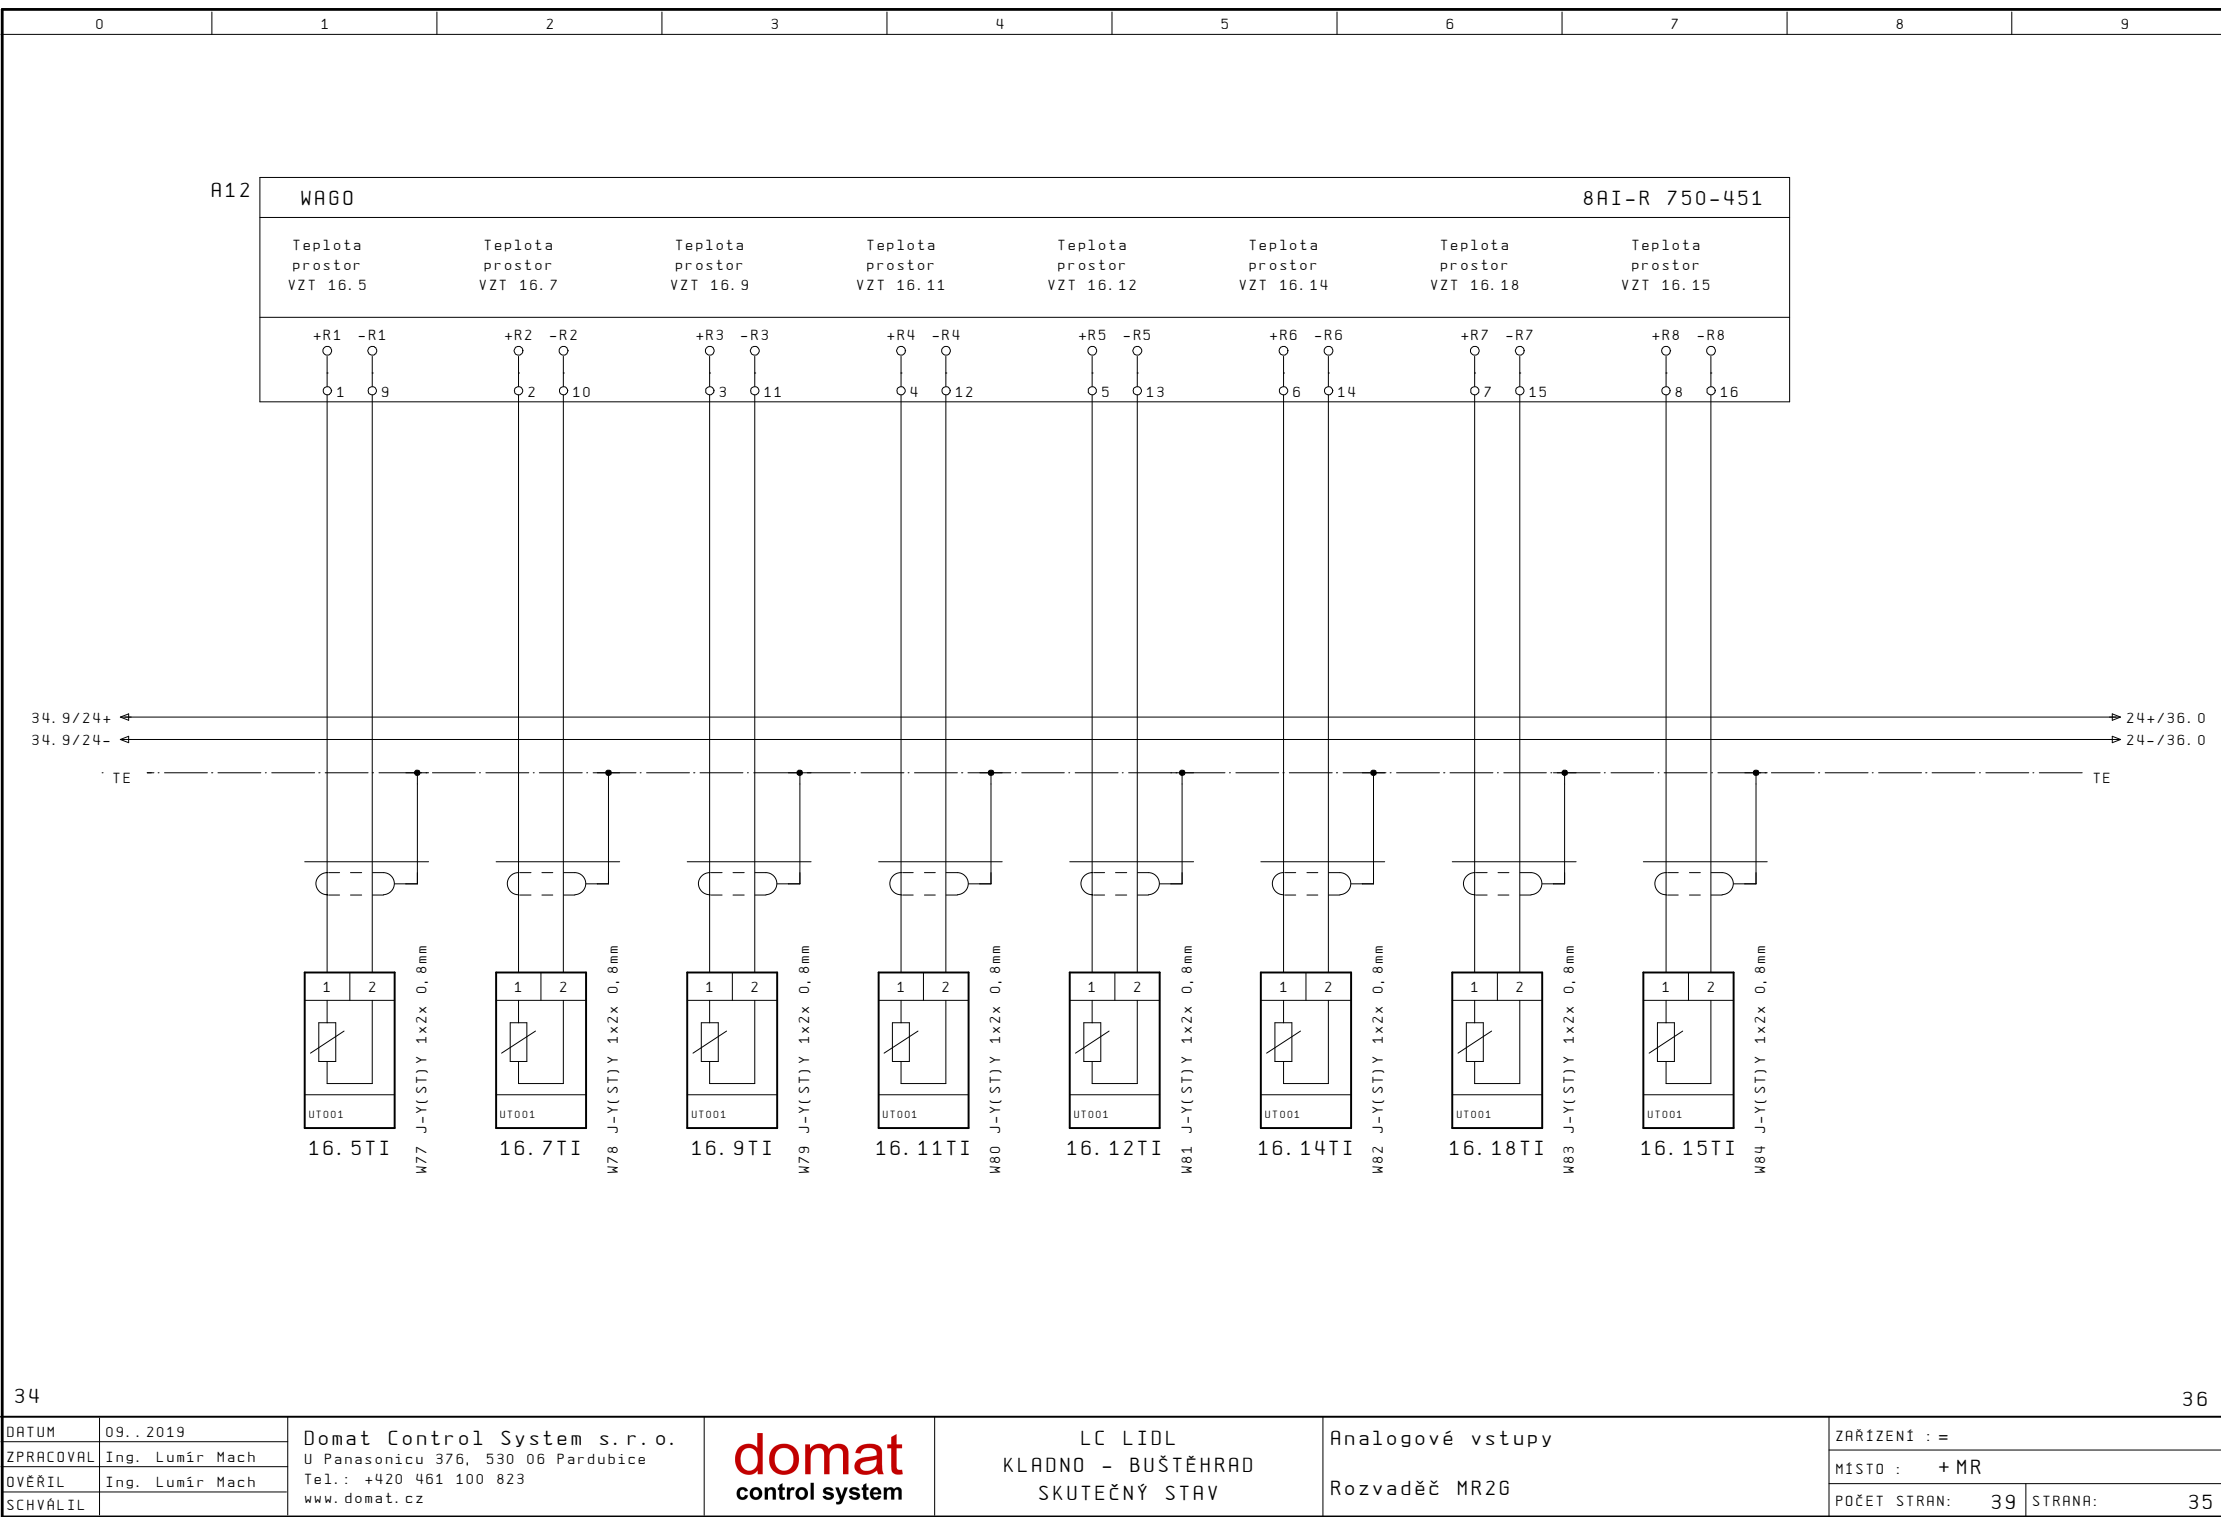 0 1 2 3 4 5 6 7 8 9
A12 WAGO 8AI-R 750-451
Teplota Teplota Teplota Teplota Teplota Teplota Teplota Teplota
prostor prostor prostor prostor prostor prostor prostor prostor
VZT 16.5 VZT 16.7 VZT 16.9 VZT 16.11 VZT 16.12 VZT 16.14 VZT 16.18 VZT 16.15
+R1 -R1 +R2 -R2 +R3 -R3 +R4 -R4 +R5 -R5 +R6 -R6 +R7 -R7 +R8 -R8
1 9 2 10 3 11 4 12 5 13 6 14 7 15 8 16
34.9/24+ 24+/36.0
34.9/24- 24-/36.0
TE TE
1 2 1 2 1 2 1 2 1 2 1 2 1 2 1 2
UT001 UT001 UT001 UT001 UT001 UT001 UT001 UT001
16.5TI 16.7TI 16.9TI 16.11TI 16.12TI 16.14TI 16.18TI 16.15TI
W77 J-Y(ST)Y 1x2x 0,8mm
W78 J-Y(ST)Y 1x2x 0,8mm
W79 J-Y(ST)Y 1x2x 0,8mm
W80 J-Y(ST)Y 1x2x 0,8mm
W81 J-Y(ST)Y 1x2x 0,8mm
W82 J-Y(ST)Y 1x2x 0,8mm
W83 J-Y(ST)Y 1x2x 0,8mm
W84 J-Y(ST)Y 1x2x 0,8mm
34 36
DATUM 09..2019
ZPRACOVAL Ing. Lumír Mach
OVĚŘIL Ing. Lumír Mach
SCHVÁLIL
Domat Control System s.r.o.
U Panasonicu 376, 530 06 Pardubice
Tel.: +420 461 100 823
www.domat.cz
domat
control system
LC LIDL
KLADNO - BUŠTĚHRAD
SKUTEČNÝ STAV
Analogové vstupy
Rozvaděč MR2G
ZAŘÍZENÍ : =
MÍSTO : +MR
POČET STRAN: 39 STRANA: 35